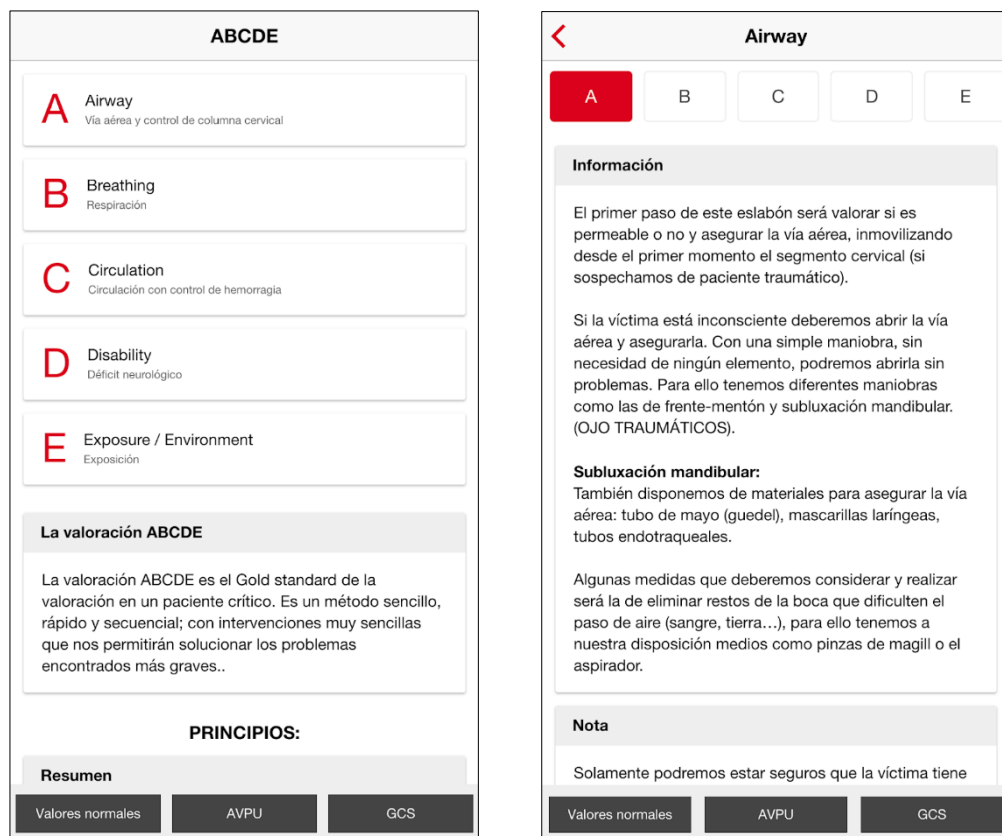 ABCDE
A
Airway
Vía aérea y control de columna cervical
B
Breathing
Respiración
C
Circulation
Circulación con control de hemorragia
D
Disability
Déficit neurológico
E
Exposure / Environment
Exposición
La valoración ABCDE
La valoración ABCDE es el Gold standard de la
valoración en un paciente crítico. Es un método sencillo,
rápido y secuencial; con intervenciones muy sencillas
que nos permitirán solucionar los problemas
encontrados más graves..
PRINCIPIOS:
Resumen
Valores normales
AVPU
GCS
Airway
A
B
C
D
E
Información
El primer paso de este eslabón será valorar si es
permeable o no y asegurar la vía aérea, inmovilizando
desde el primer momento el segmento cervical (si
sospechamos de paciente traumático).
Si la víctima está inconsciente deberemos abrir la vía
aérea y asegurarla. Con una simple maniobra, sin
necesidad de ningún elemento, podremos abrirla sin
problemas. Para ello tenemos diferentes maniobras
como las de frente-mentón y subluxación mandibular.
(OJO TRAUMÁTICOS).
Subluxación mandibular:
También disponemos de materiales para asegurar la vía
aérea: tubo de mayo (guedel), mascarillas laríngeas,
tubos endotraqueales.
Algunas medidas que deberemos considerar y realizar
será la de eliminar restos de la boca que dificulten el
paso de aire (sangre, tierra…), para ello tenemos a
nuestra disposición medios como pinzas de magill o el
aspirador.
Nota
Solamente podremos estar seguros que la víctima tiene
Valores normales
AVPU
GCS